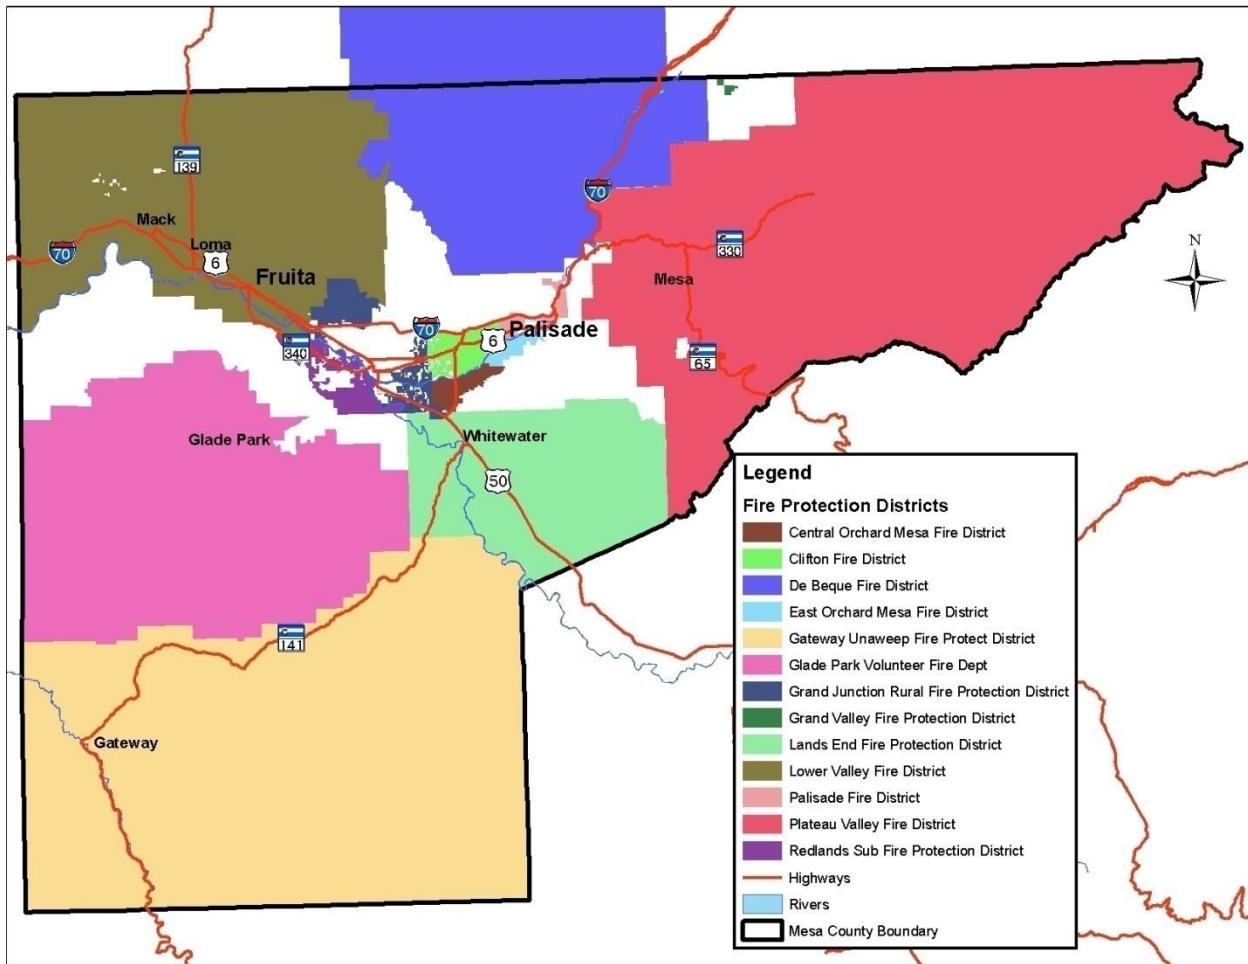 139
70
Mack
Loma
6
Fruita
70
330
Mesa
N
70
6
Palisade
340
65
Glade Park
Whitewater
50
141
Gateway
Legend
Fire Protection Districts
Central Orchard Mesa Fire District
Clifton Fire District
De Beque Fire District
East Orchard Mesa Fire District
Gateway Unaweep Fire Protect District
Glade Park Volunteer Fire Dept
Grand Junction Rural Fire Protection District
Grand Valley Fire Protection District
Lands End Fire Protection District
Lower Valley Fire District
Palisade Fire District
Plateau Valley Fire District
Redlands Sub Fire Protection District
Highways
Rivers
Mesa County Boundary